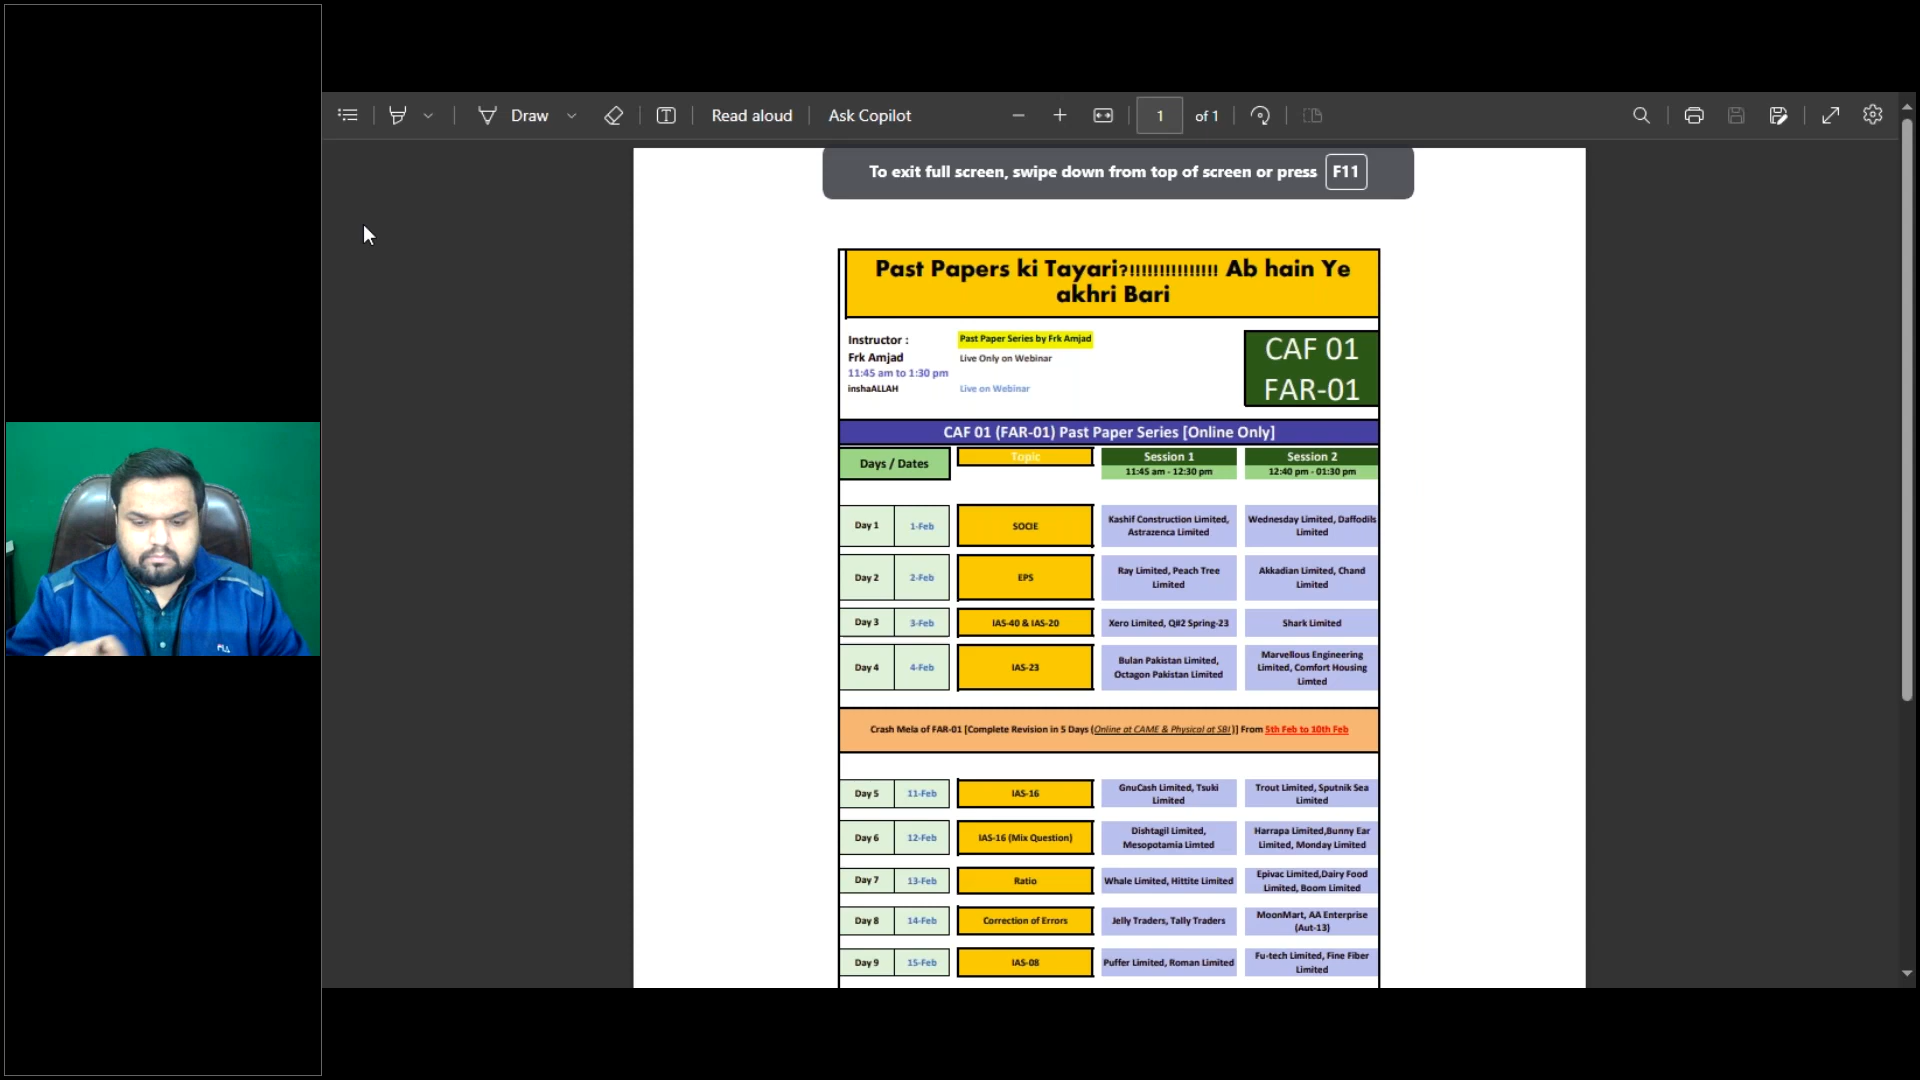 Draw
Read aloud
Ask Copilot
1
of 1
To exit full screen, swipe down from top of screen or press F11
Past Papers ki Tayari?!!!!!!!!!!!!!!! Ab hain Ye
akhri Bari
Instructor :
Past Paper Series by Frk Amjad
Frk Amjad
Live Only on Webinar
11:45 am to 1:30 pm
inshaALLAH
Live on Webinar
CAF 01
FAR-01
CAF 01 (FAR-01) Past Paper Series [Online Only]
Days / Dates
Topic
Session 1
Session 2
11:45 am - 12:30 pm
12:40 pm - 01:30 pm
Day 1
1-Feb
SOCIE
Kashif Construction Limited,
Astrazenca Limited
Wednesday Limited, Daffodils
Limited
Day 2
2-Feb
EPS
Ray Limited, Peach Tree
Limited
Akkadian Limited, Chand
Limited
Day 3
3-Feb
IAS-40 & IAS-20
Xero Limited, Q#2 Spring-23
Shark Limited
Day 4
4-Feb
IAS-23
Bulan Pakistan Limited,
Octagon Pakistan Limited
Marvellous Engineering
Limited, Comfort Housing
Limted
Crash Mela of FAR-01 [Complete Revision in 5 Days (Online at CAME & Physical at SBI)] From 5th Feb to 10th Feb
Day 5
11-Feb
IAS-16
GnuCash Limited, Tsuki
Limited
Trout Limited, Sputnik Sea
Limited
Day 6
12-Feb
IAS-16 (Mix Question)
Dishtagil Limited,
Mesopotamia Limted
Harrapa Limited,Bunny Ear
Limited, Monday Limited
Day 7
13-Feb
Ratio
Whale Limited, Hittite Limited
Epivac Limited,Dairy Food
Limited, Boom Limited
Day 8
14-Feb
Correction of Errors
Jelly Traders, Tally Traders
MoonMart, AA Enterprise
(Aut-13)
Day 9
15-Feb
IAS-08
Puffer Limited, Roman Limited
Fu-tech Limited, Fine Fiber
Limited